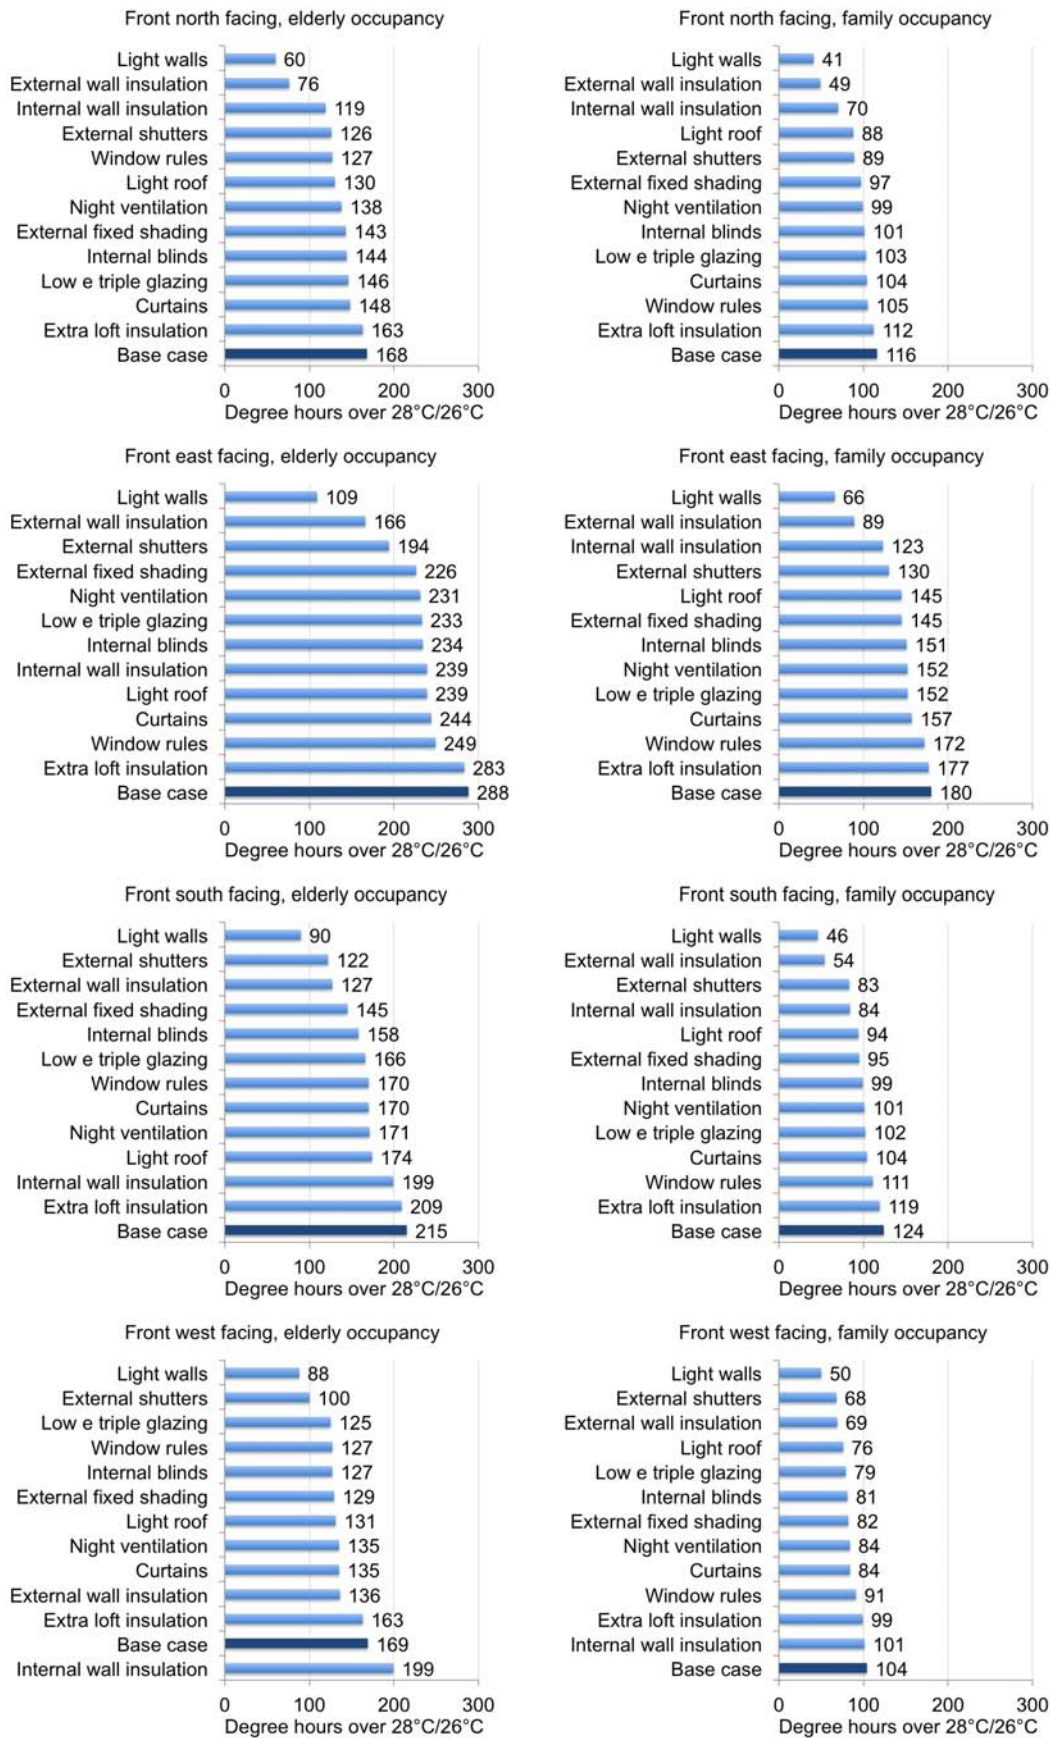 Front north facing, elderly occupancy
Light walls 60
External wall insulation 76
Internal wall insulation 119
External shutters 126
Window rules 127
Light roof 130
Night ventilation 138
External fixed shading 143
Internal blinds 144
Low e triple glazing 146
Curtains 148
Extra loft insulation 163
Base case 168
0 100 200 300
Degree hours over 28°C/26°C
Front north facing, family occupancy
Light walls 41
External wall insulation 49
Internal wall insulation 70
Light roof 88
External shutters 89
External fixed shading 97
Night ventilation 99
Internal blinds 101
Low e triple glazing 103
Curtains 104
Window rules 105
Extra loft insulation 112
Base case 116
0 100 200 300
Degree hours over 28°C/26°C
Front east facing, elderly occupancy
Light walls 109
External wall insulation 166
External shutters 194
External fixed shading 226
Night ventilation 231
Low e triple glazing 233
Internal blinds 234
Internal wall insulation 239
Light roof 239
Curtains 244
Window rules 249
Extra loft insulation 283
Base case 288
0 100 200 300
Degree hours over 28°C/26°C
Front east facing, family occupancy
Light walls 66
External wall insulation 89
Internal wall insulation 123
External shutters 130
Light roof 145
External fixed shading 145
Internal blinds 151
Night ventilation 152
Low e triple glazing 152
Curtains 157
Window rules 172
Extra loft insulation 177
Base case 180
0 100 200 300
Degree hours over 28°C/26°C
Front south facing, elderly occupancy
Light walls 90
External shutters 122
External wall insulation 127
External fixed shading 145
Internal blinds 158
Low e triple glazing 166
Window rules 170
Curtains 170
Night ventilation 171
Light roof 174
Internal wall insulation 199
Extra loft insulation 209
Base case 215
0 100 200 300
Degree hours over 28°C/26°C
Front south facing, family occupancy
Light walls 46
External wall insulation 54
External shutters 83
Internal wall insulation 84
Light roof 94
External fixed shading 95
Internal blinds 99
Night ventilation 101
Low e triple glazing 102
Curtains 104
Window rules 111
Extra loft insulation 119
Base case 124
0 100 200 300
Degree hours over 28°C/26°C
Front west facing, elderly occupancy
Light walls 88
External shutters 100
Low e triple glazing 125
Window rules 127
Internal blinds 127
External fixed shading 129
Light roof 131
Night ventilation 135
Curtains 135
External wall insulation 136
Extra loft insulation 163
Base case 169
Internal wall insulation 199
0 100 200 300
Degree hours over 28°C/26°C
Front west facing, family occupancy
Light walls 50
External shutters 68
External wall insulation 69
Light roof 76
Low e triple glazing 79
Internal blinds 81
External fixed shading 82
Night ventilation 84
Curtains 84
Window rules 91
Extra loft insulation 99
Internal wall insulation 101
Base case 104
0 100 200 300
Degree hours over 28°C/26°C